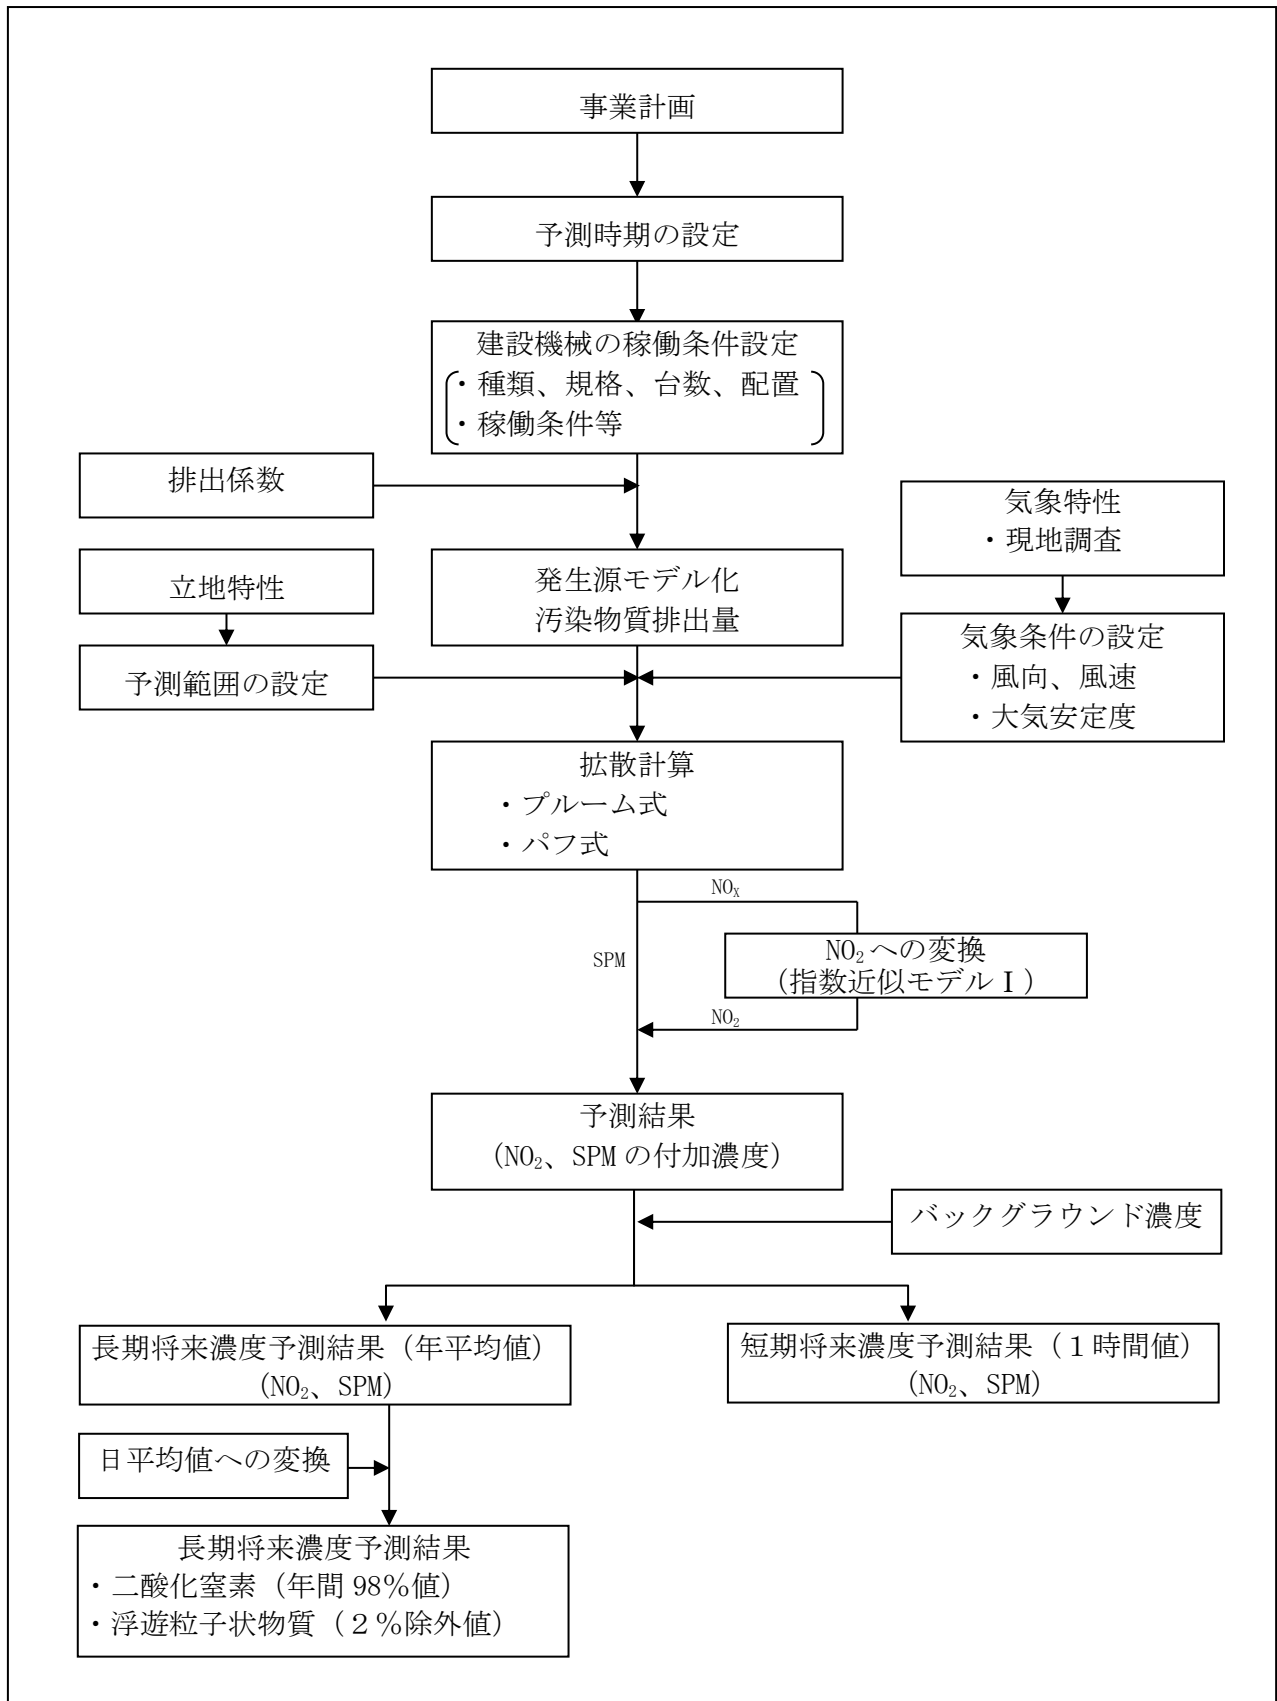 事業計画
予測時期の設定
建設機械の稼働条件設定
・種類、規格、台数、配置
・稼働条件等
排出係数
気象特性
・現地調査
立地特性
発生源モデル化
汚染物質排出量
予測範囲の設定
気象条件の設定
・風向、風速
・大気安定度
拡散計算
・プルーム式
・パフ式
NOX
SPM
NO2への変換
（指数近似モデルⅠ）
NO2
予測結果
（NO2、SPMの付加濃度）
バックグラウンド濃度
長期将来濃度予測結果（年平均値）
（NO2、SPM）
短期将来濃度予測結果（１時間値）
（NO2、SPM）
日平均値への変換
長期将来濃度予測結果
・二酸化窒素（年間98％値）
・浮遊粒子状物質（２％除外値）